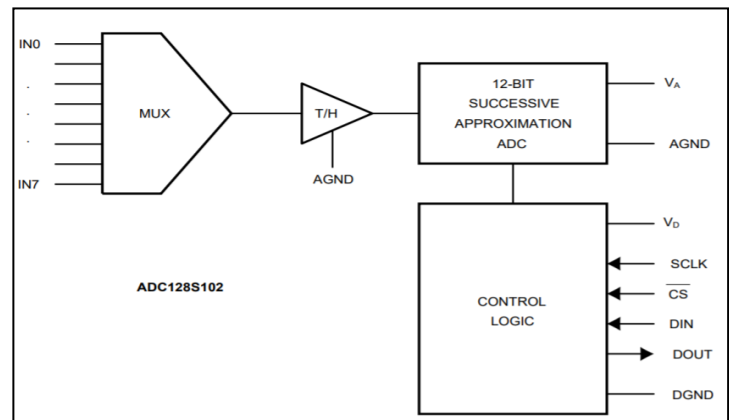 IN0
.
.
.
IN7
MUX
T/H
AGND
12-BIT
SUCCESSIVE
APPROXIMATION
ADC
VA
AGND
CONTROL
LOGIC
VD
SCLK
CS
DIN
DOUT
DGND
ADC128S102